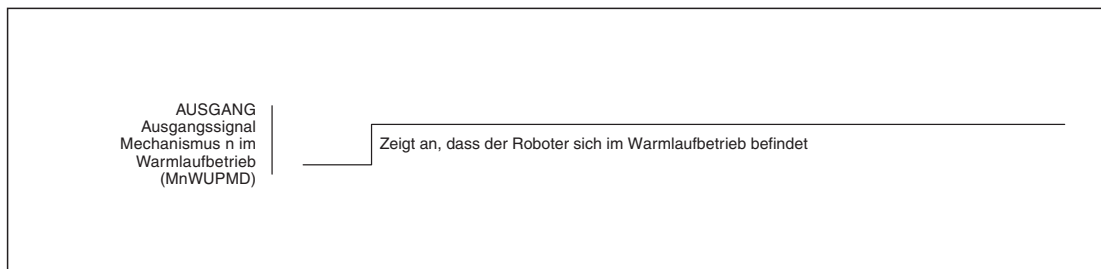 AUSGANG
Ausgangssignal
Mechanismus n im
Warmlaufbetrieb
(MnWUPMD)
Zeigt an, dass der Roboter sich im Warmlaufbetrieb befindet